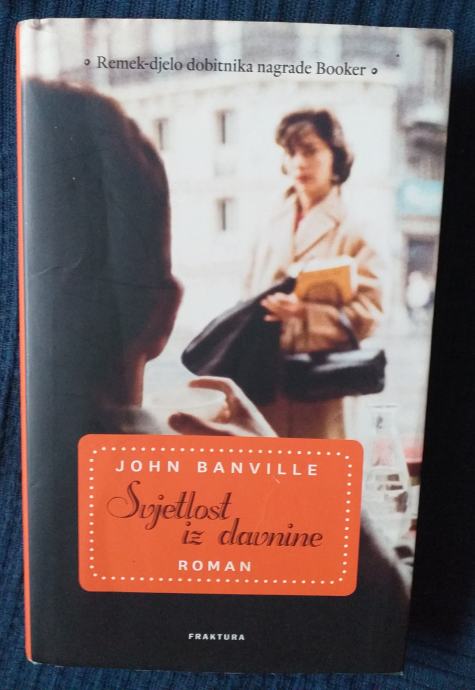 Remek-djelo dobitnika nagrade Booker
JOHN BANVILLE
Svjetlost
iz davnine
ROMAN
FRAKTURA